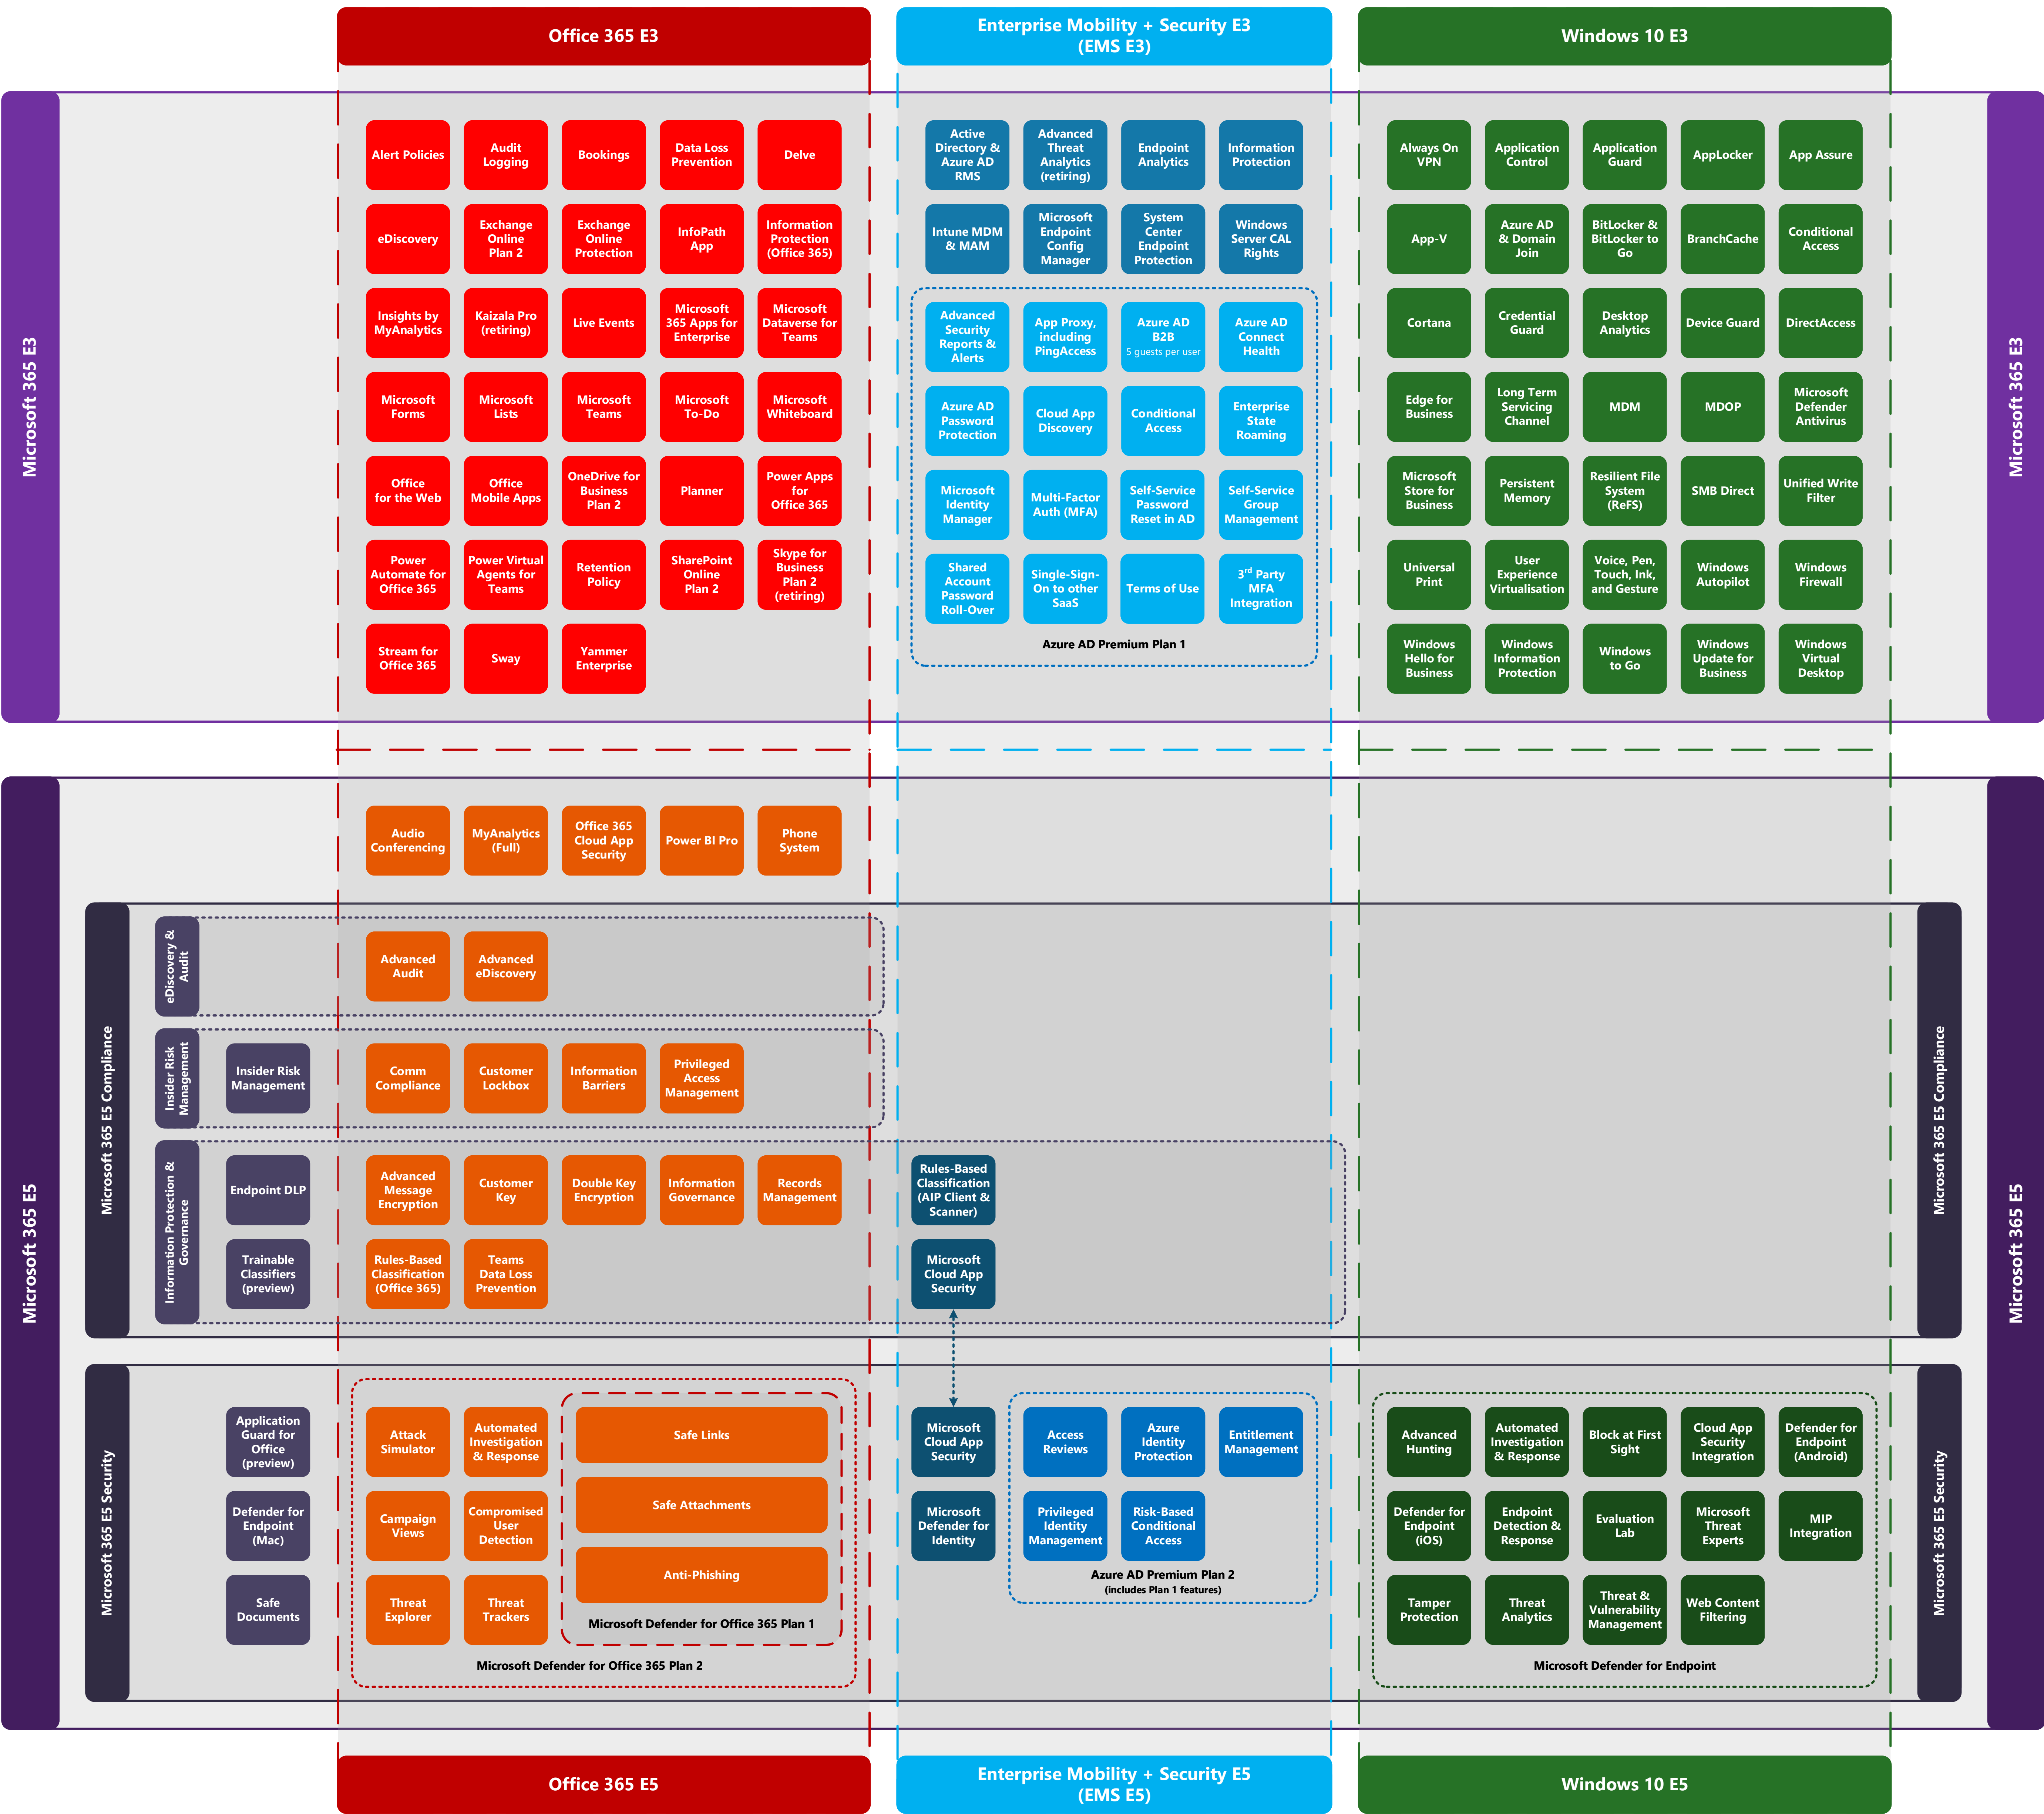 Office 365 E3
Enterprise Mobility + Security E3
(EMS E3)
Windows 10 E3
Microsoft 365 E3
Alert Policies
Audit
Logging
Bookings
Data Loss
Prevention
Delve
eDiscovery
Exchange
Online
Plan 2
Exchange
Online
Protection
InfoPath
App
Information
Protection
(Office 365)
Insights by
MyAnalytics
Kaizala Pro
(retiring)
Live Events
Microsoft
365 Apps for
Enterprise
Microsoft
Dataverse for
Teams
Microsoft
Forms
Microsoft
Lists
Microsoft
Teams
Microsoft
To-Do
Microsoft
Whiteboard
Office
for the Web
Office
Mobile Apps
OneDrive for
Business
Plan 2
Planner
Power Apps
for
Office 365
Power
Automate for
Office 365
Power Virtual
Agents for
Teams
Retention
Policy
SharePoint
Online
Plan 2
Skype for
Business
Plan 2
(retiring)
Stream for
Office 365
Sway
Yammer
Enterprise
Active
Directory &
Azure AD
RMS
Advanced
Threat
Analytics
(retiring)
Endpoint
Analytics
Information
Protection
Intune MDM
& MAM
Microsoft
Endpoint
Config
Manager
System
Center
Endpoint
Protection
Windows
Server CAL
Rights
Advanced
Security
Reports &
Alerts
App Proxy,
including
PingAccess
Azure AD
B2B
5 guests per user
Azure AD
Connect
Health
Azure AD
Password
Protection
Cloud App
Discovery
Conditional
Access
Enterprise
State
Roaming
Microsoft
Identity
Manager
Multi-Factor
Auth (MFA)
Self-Service
Password
Reset in AD
Self-Service
Group
Management
Shared
Account
Password
Roll-Over
Single-Sign-
On to other
SaaS
Terms of Use
3rd Party
MFA
Integration
Azure AD Premium Plan 1
Always On
VPN
Application
Control
Application
Guard
AppLocker
App Assure
App-V
Azure AD
& Domain
Join
BitLocker &
BitLocker to
Go
BranchCache
Conditional
Access
Cortana
Credential
Guard
Desktop
Analytics
Device Guard
DirectAccess
Edge for
Business
Long Term
Servicing
Channel
MDM
MDOP
Microsoft
Defender
Antivirus
Microsoft
Store for
Business
Persistent
Memory
Resilient File
System
(ReFS)
SMB Direct
Unified Write
Filter
Universal
Print
User
Experience
Virtualisation
Voice, Pen,
Touch, Ink,
and Gesture
Windows
Autopilot
Windows
Firewall
Windows
Hello for
Business
Windows
Information
Protection
Windows
to Go
Windows
Update for
Business
Windows
Virtual
Desktop
Microsoft 365 E3
Microsoft 365 E5
Audio
Conferencing
MyAnalytics
(Full)
Office 365
Cloud App
Security
Power BI Pro
Phone
System
Microsoft 365 E5 Compliance
eDiscovery &
Audit
Advanced
Audit
Advanced
eDiscovery
Insider Risk
Management
Insider Risk
Management
Comm
Compliance
Customer
Lockbox
Information
Barriers
Privileged
Access
Management
Information Protection &
Governance
Endpoint DLP
Advanced
Message
Encryption
Customer
Key
Double Key
Encryption
Information
Governance
Records
Management
Rules-Based
Classification
(AIP Client &
Scanner)
Trainable
Classifiers
(preview)
Rules-Based
Classification
(Office 365)
Teams
Data Loss
Prevention
Microsoft
Cloud App
Security
Microsoft 365 E5 Compliance
Microsoft 365 E5 Security
Application
Guard for
Office
(preview)
Defender for
Endpoint
(Mac)
Safe
Documents
Attack
Simulator
Automated
Investigation
& Response
Campaign
Views
Compromised
User
Detection
Threat
Explorer
Threat
Trackers
Safe Links
Safe Attachments
Anti-Phishing
Microsoft Defender for Office 365 Plan 1
Microsoft Defender for Office 365 Plan 2
Microsoft
Cloud App
Security
Microsoft
Defender for
Identity
Access
Reviews
Azure
Identity
Protection
Entitlement
Management
Privileged
Identity
Management
Risk-Based
Conditional
Access
Azure AD Premium Plan 2
(includes Plan 1 features)
Advanced
Hunting
Automated
Investigation
& Response
Block at First
Sight
Cloud App
Security
Integration
Defender for
Endpoint
(Android)
Defender for
Endpoint
(iOS)
Endpoint
Detection &
Response
Evaluation
Lab
Microsoft
Threat
Experts
MIP
Integration
Tamper
Protection
Threat
Analytics
Threat &
Vulnerability
Management
Web Content
Filtering
Microsoft Defender for Endpoint
Microsoft 365 E5 Security
Microsoft 365 E5
Office 365 E5
Enterprise Mobility + Security E5
(EMS E5)
Windows 10 E5